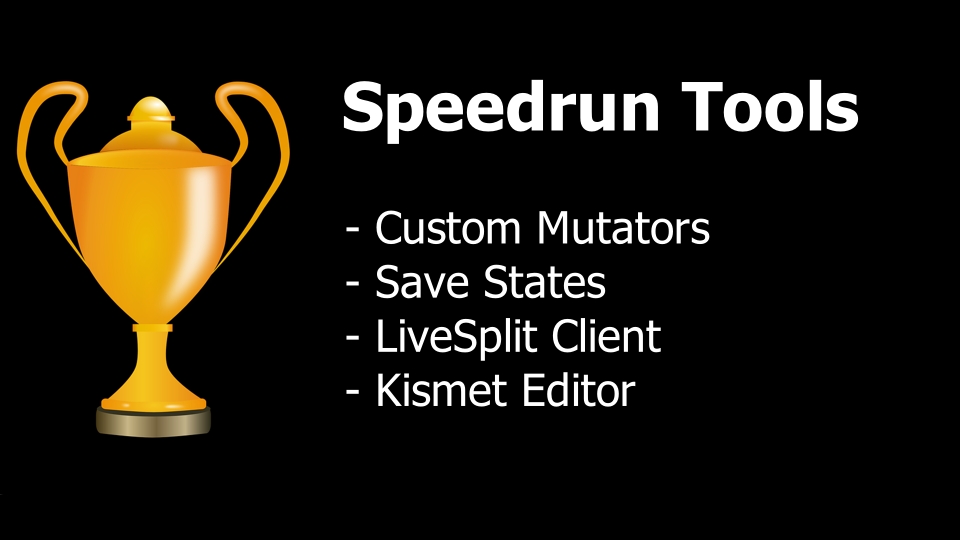 Speedrun Tools
- Custom Mutators
- Save States
- LiveSplit Client
- Kismet Editor